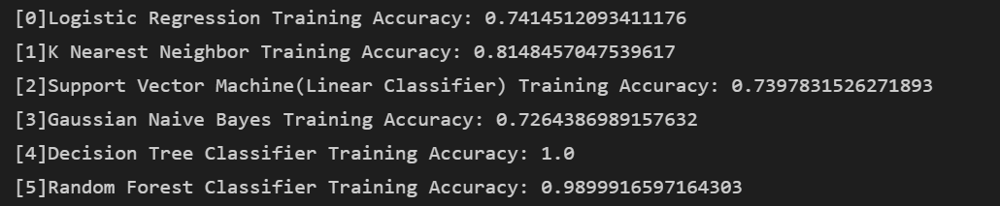 [0]Logistic Regression Training Accuracy: 0.7414512093411176
[1]K Nearest Neighbor Training Accuracy: 0.8148457047539617
[2]Support Vector Machine(Linear Classifier) Training Accuracy: 0.7397831526271893
[3]Gaussian Naive Bayes Training Accuracy: 0.7264386989157632
[4]Decision Tree Classifier Training Accuracy: 1.0
[5]Random Forest Classifier Training Accuracy: 0.9899916597164303